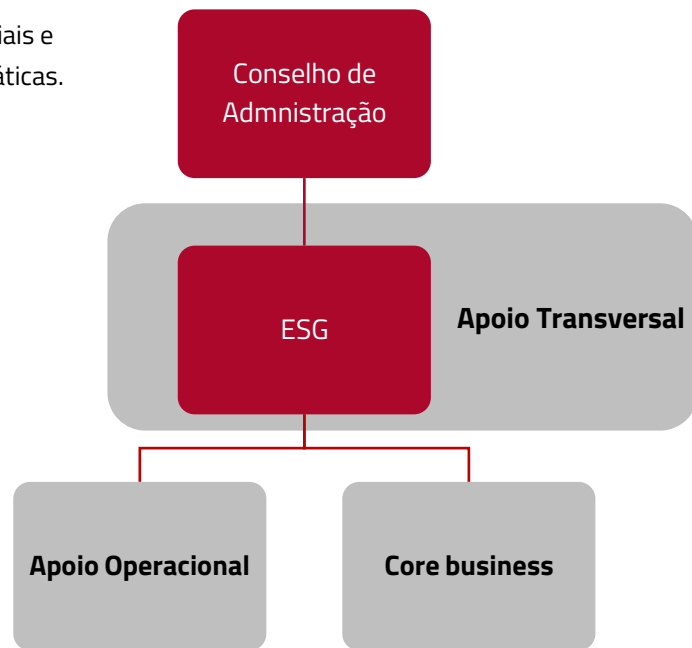 iais e
áticas.
Conselho de
Admnistração
ESG
Apoio Transversal
Apoio Operacional
Core business